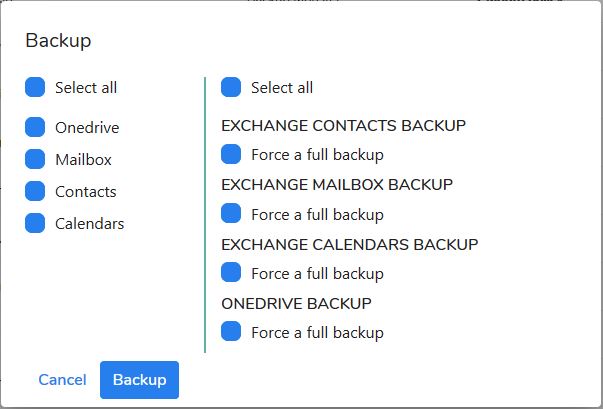 Backup
Select all
Onedrive
Mailbox
Contacts
Calendars
Select all
EXCHANGE CONTACTS BACKUP
Force a full backup
EXCHANGE MAILBOX BACKUP
Force a full backup
EXCHANGE CALENDARS BACKUP
Force a full backup
ONEDRIVE BACKUP
Force a full backup
Cancel
Backup